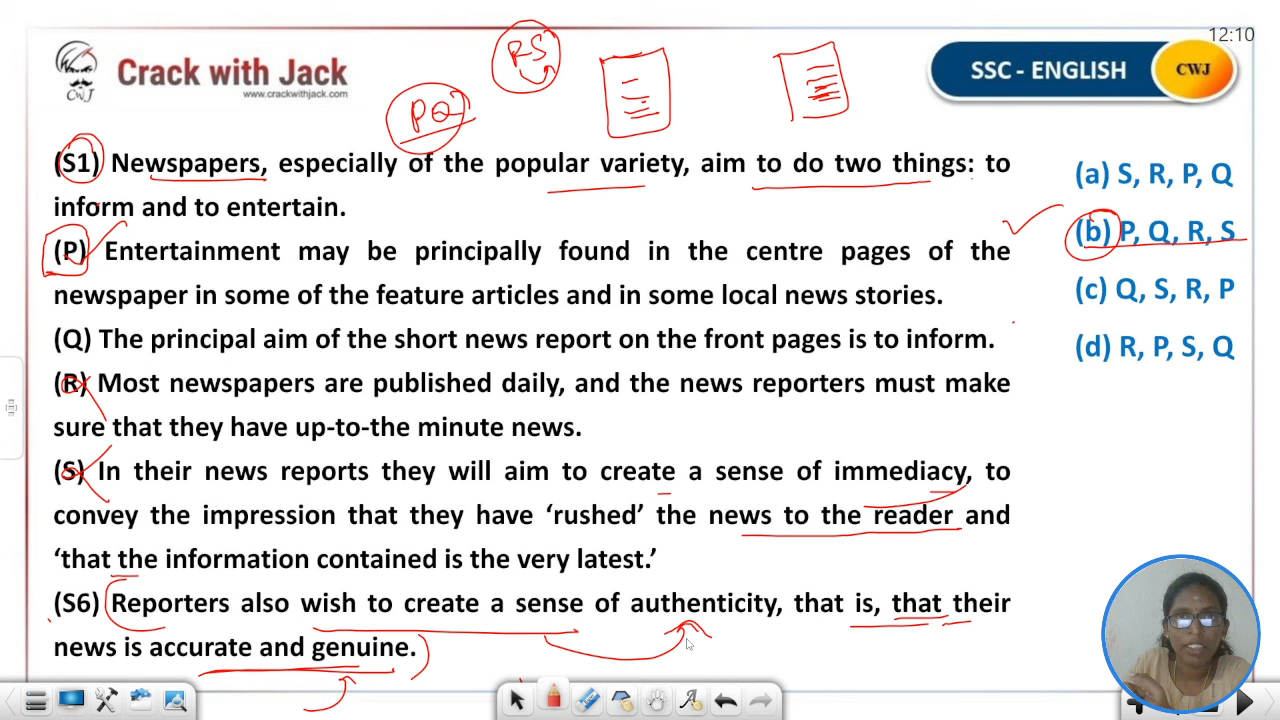 12:10
Crack with Jack
www.crackwithjack.com
CWJ
SSC - ENGLISH
CWJ
RS
PQ
(S1) Newspapers, especially of the popular variety, aim to do two things: to
inform and to entertain.
(P) Entertainment may be principally found in the centre pages of the
newspaper in some of the feature articles and in some local news stories.
(Q) The principal aim of the short news report on the front pages is to inform.
(R) Most newspapers are published daily, and the news reporters must make
sure that they have up-to-the minute news.
(S) In their news reports they will aim to create a sense of immediacy, to
convey the impression that they have ‘rushed’ the news to the reader and
‘that the information contained is the very latest.’
(S6) Reporters also wish to create a sense of authenticity, that is, that their
news is accurate and genuine.
(a) S, R, P, Q
(b) P, Q, R, S
(c) Q, S, R, P
(d) R, P, S, Q